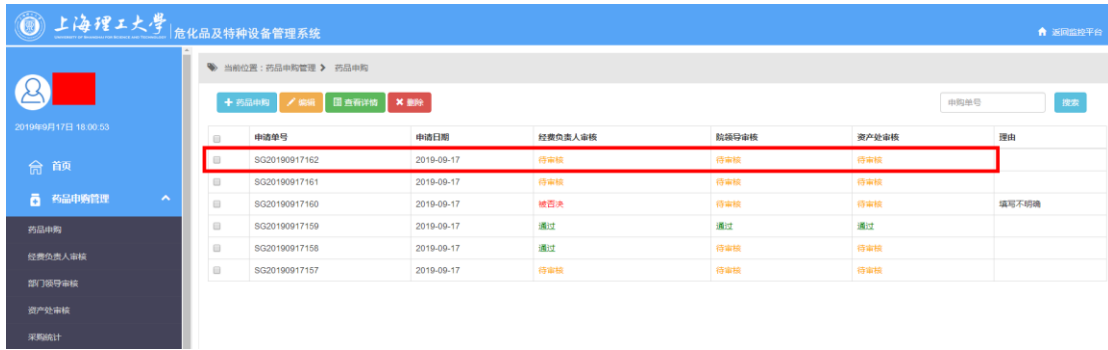 上海理工大学 危化品及特种设备管理系统
返回监控平台
当前位置：药品申购管理 药品申购
药品申购 编辑 查看详情 删除 申购单号 搜索
2019年9月17日 18:00:53
申请单号 申请日期 经费负责人审核 院领导审核 资产处审核 理由
SG20190917162 2019-09-17 待审核 待审核 待审核
SG20190917161 2019-09-17 待审核 待审核 待审核
SG20190917160 2019-09-17 被否决 待审核 待审核 填写不明确
SG20190917159 2019-09-17 通过 通过 通过
SG20190917158 2019-09-17 通过 待审核 待审核
SG20190917157 2019-09-17 待审核 待审核 待审核
首页
药品申购管理
药品申购
经费负责人审核
部门领导审核
资产处审核
采购统计